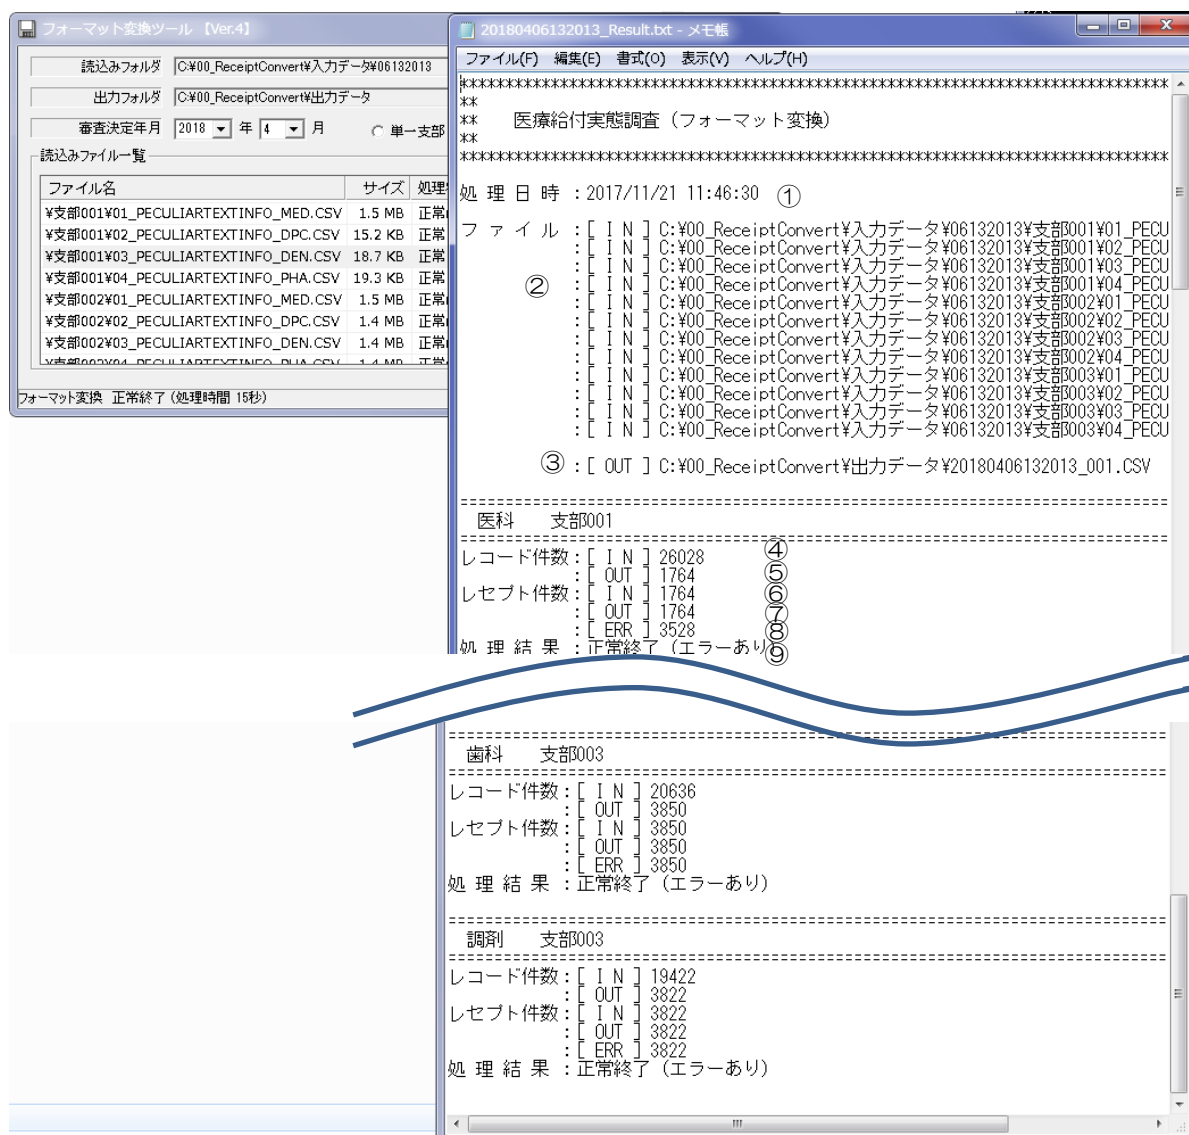 フォーマット変換ツール 【Ver.4】
読込みフォルダ C:¥00_ReceiptConvert¥入力データ¥06132013
出力フォルダ C:¥00_ReceiptConvert¥出力データ
審査決定年月 2018 年 4 月 単一支部
読込みファイル一覧
ファイル名 サイズ 処理
¥支部001¥01_PECULIARTEXTINFO_MED.CSV 1.5 MB 正常
¥支部001¥02_PECULIARTEXTINFO_DPC.CSV 15.2 KB 正常
¥支部001¥03_PECULIARTEXTINFO_DEN.CSV 18.7 KB 正常
¥支部001¥04_PECULIARTEXTINFO_PHA.CSV 19.3 KB 正常
¥支部002¥01_PECULIARTEXTINFO_MED.CSV 1.5 MB 正常
¥支部002¥02_PECULIARTEXTINFO_DPC.CSV 1.4 MB 正常
¥支部002¥03_PECULIARTEXTINFO_DEN.CSV 1.4 MB 正常
¥支部002¥04_PECULIARTEXTINFO_PHA.CSV 1.4 MB 正常
フォーマット変換 正常終了 (処理時間 15秒)
20180406132013_Result.txt - メモ帳
ファイル(F) 編集(E) 書式(O) 表示(V) ヘルプ(H)
******************************************************************************
**
** 医療給付実態調査（フォーマット変換）
**
******************************************************************************
処 理 日 時 :2017/11/21 11:46:30 ①
フ ァ イ ル :[ I N ] C:¥00_ReceiptConvert¥入力データ¥06132013¥支部001¥01_PECU
:[ I N ] C:¥00_ReceiptConvert¥入力データ¥06132013¥支部001¥02_PECU
:[ I N ] C:¥00_ReceiptConvert¥入力データ¥06132013¥支部001¥03_PECU
② :[ I N ] C:¥00_ReceiptConvert¥入力データ¥06132013¥支部001¥04_PECU
:[ I N ] C:¥00_ReceiptConvert¥入力データ¥06132013¥支部002¥01_PECU
:[ I N ] C:¥00_ReceiptConvert¥入力データ¥06132013¥支部002¥02_PECU
:[ I N ] C:¥00_ReceiptConvert¥入力データ¥06132013¥支部002¥03_PECU
:[ I N ] C:¥00_ReceiptConvert¥入力データ¥06132013¥支部002¥04_PECU
:[ I N ] C:¥00_ReceiptConvert¥入力データ¥06132013¥支部003¥01_PECU
:[ I N ] C:¥00_ReceiptConvert¥入力データ¥06132013¥支部003¥02_PECU
:[ I N ] C:¥00_ReceiptConvert¥入力データ¥06132013¥支部003¥03_PECU
:[ I N ] C:¥00_ReceiptConvert¥入力データ¥06132013¥支部003¥04_PECU
③ :[ OUT ] C:¥00_ReceiptConvert¥出力データ¥20180406132013_001.CSV
==============================================================================
医科 支部001
==============================================================================
レコード件数:[ I N ] 26028 ④
:[ OUT ] 1764 ⑤
レセプト件数:[ I N ] 1764 ⑥
:[ OUT ] 1764 ⑦
:[ ERR ] 3528 ⑧
処 理 結 果 :正常終了（エラーあり） ⑨
==============================================================================
歯科 支部003
==============================================================================
レコード件数:[ I N ] 20636
:[ OUT ] 3850
レセプト件数:[ I N ] 3850
:[ OUT ] 3850
:[ ERR ] 3850
処 理 結 果 :正常終了（エラーあり）
==============================================================================
調剤 支部003
==============================================================================
レコード件数:[ I N ] 19422
:[ OUT ] 3822
レセプト件数:[ I N ] 3822
:[ OUT ] 3822
:[ ERR ] 3822
処 理 結 果 :正常終了（エラーあり）